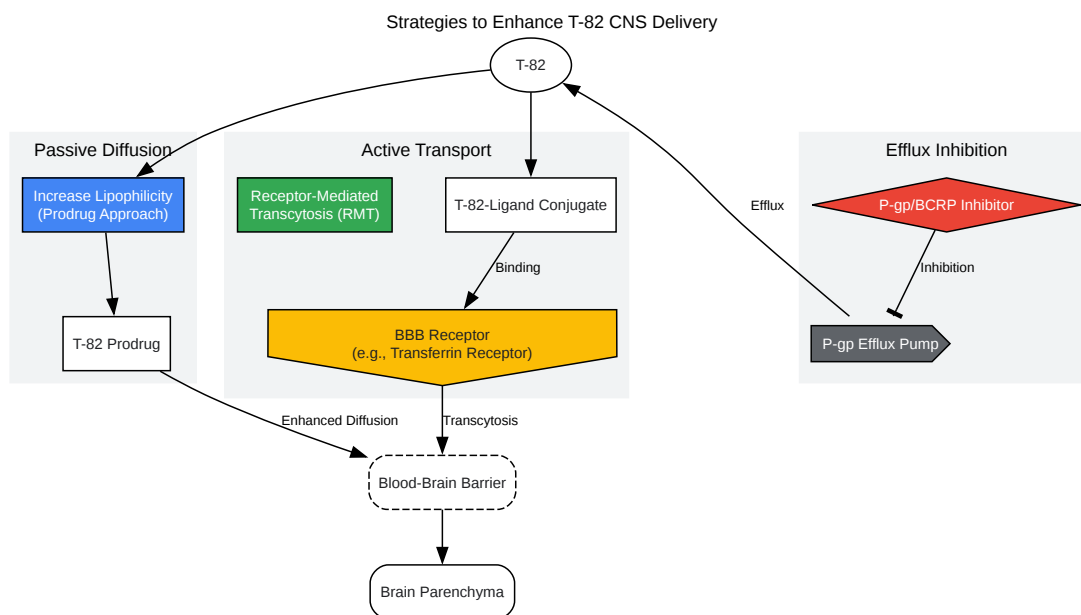 Strategies to Enhance T-82 CNS Delivery
T-82
Passive Diffusion
Active Transport
Efflux Inhibition
Increase Lipophilicity
(Prodrug Approach)
Receptor-Mediated
Transcytosis (RMT)
T-82-Ligand Conjugate
Efflux
P-gp/BCRP Inhibitor
Binding
Inhibition
T-82 Prodrug
BBB Receptor
(e.g., Transferrin Receptor)
P-gp Efflux Pump
Enhanced Diffusion
Transcytosis
Blood-Brain Barrier
Brain Parenchyma